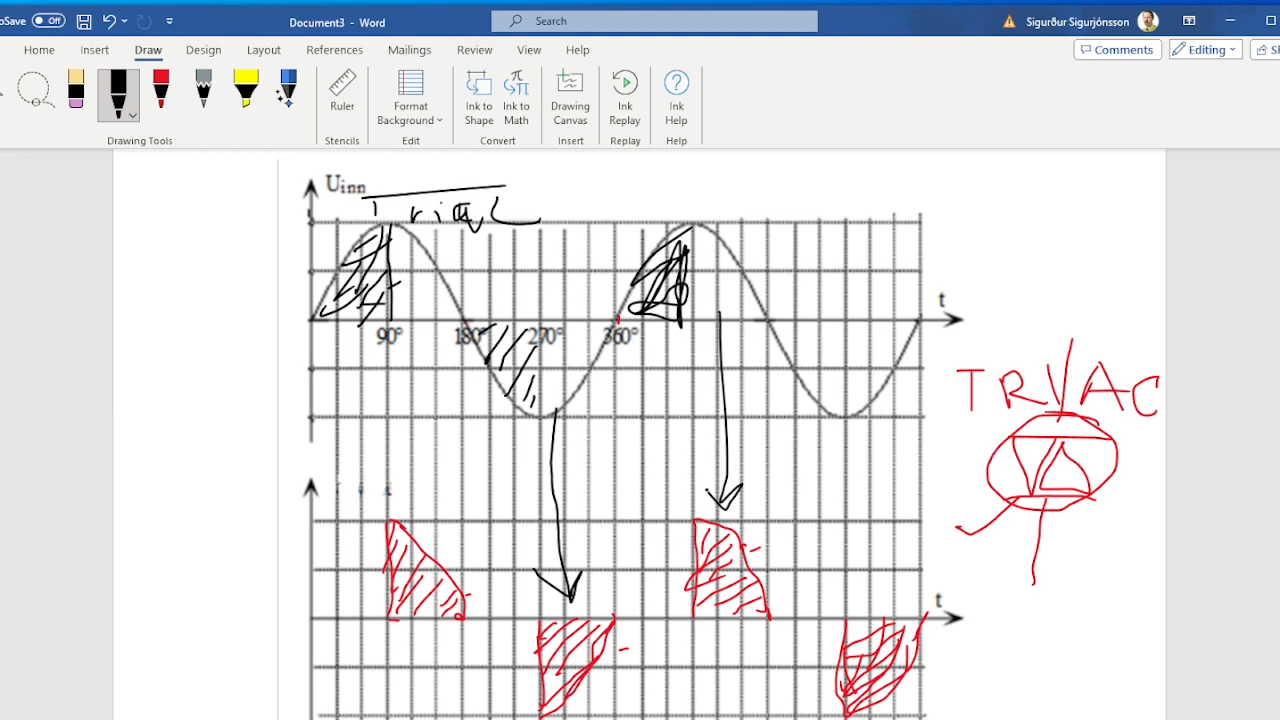 Save Off Document3 - Word Search Sigurður Sigurjónsson
Home Insert Draw Design Layout References Mailings Review View Help Comments Editing
Ruler Format Background Ink to Shape Ink to Math Drawing Canvas Ink Replay Ink Help
Drawing Tools Stencils Edit Convert Insert Replay Help
Uinn
t
90° 180° 270° 360°
TRIAC
t